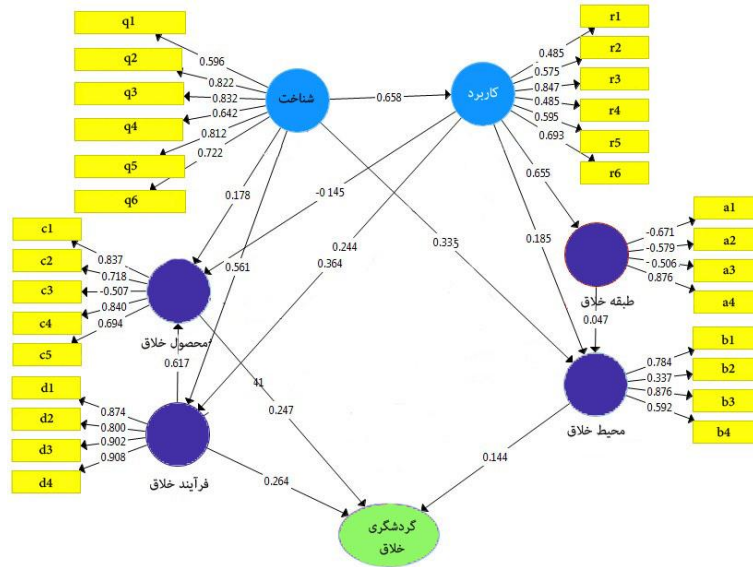 q1
q2
q3
q4
q5
q6
0.596
0.822
0.832
0.642
0.812
0.722
شناخت
0.658
کاربرد
r1
r2
r3
r4
r5
r6
0.485
0.575
0.847
0.485
0.595
0.693
0.178
-0 145
0.655
0.561
0.244
0.364
0.335
0.185
c1
c2
c3
c4
c5
0.837
0.718
-0.507
0.840
0.694
محصول خلاق
a1
a2
a3
a4
-0.671
-0.579
-0.506
0.876
طبقه خلاق
0.047
0.617
41
0.247
d1
d2
d3
d4
0.874
0.800
0.902
0.908
فرآیند خلاق
b1
b2
b3
b4
0.784
0.337
0.876
0.592
محیط خلاق
0.264
0.144
گردشگری
خلاق